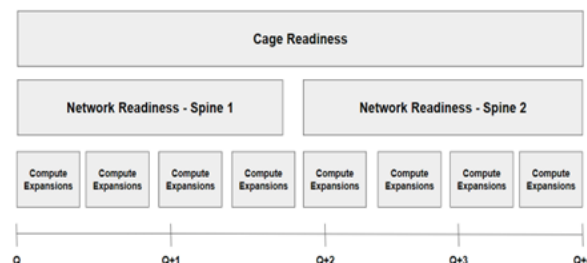 Cage Readiness
Network Readiness - Spine 1
Network Readiness - Spine 2
Compute
Expansions
Compute
Expansions
Compute
Expansions
Compute
Expansions
Compute
Expansions
Compute
Expansions
Compute
Expansions
Compute
Expansions
Q
Q+1
Q+2
Q+3
Q+